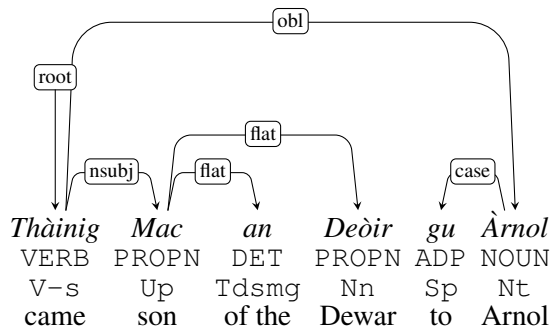 obl
root
flat
nsubj flat case
Thàinig Mac an Deòir gu Àrnol
VERB PROPN DET PROPN ADP NOUN
V-s Up Tdsmg Nn Sp Nt
came son of the Dewar to Arnol